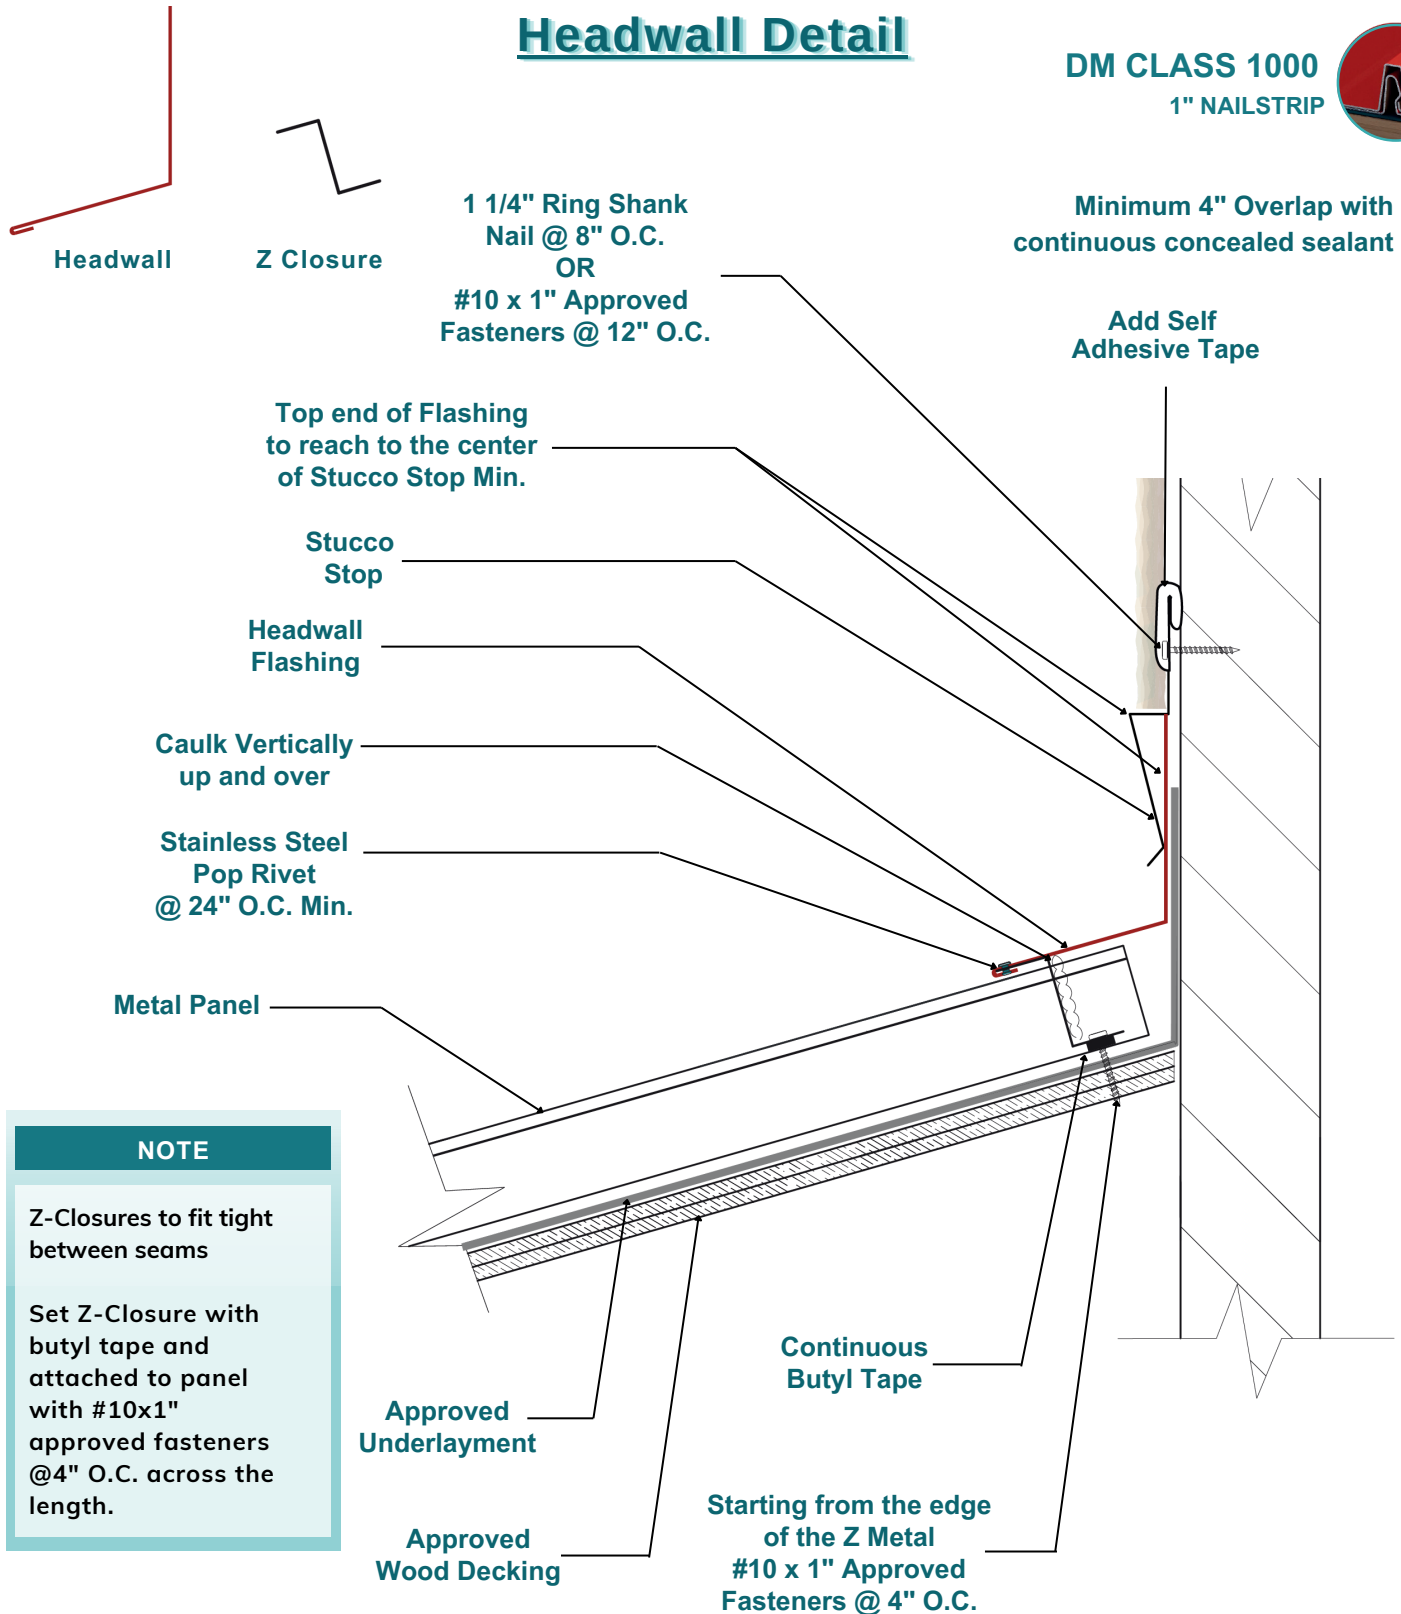 Headwall Detail
DM CLASS 1000
1" NAILSTRIP
Headwall
Z Closure
1 1/4" Ring Shank
Nail @ 8" O.C.
OR
#10 x 1" Approved
Fasteners @ 12" O.C.
Minimum 4" Overlap with
continuous concealed sealant
Add Self
Adhesive Tape
Top end of Flashing
to reach to the center
of Stucco Stop Min.
Stucco
Stop
Headwall
Flashing
Caulk Vertically
up and over
Stainless Steel
Pop Rivet
@ 24" O.C. Min.
Metal Panel
NOTE
Z-Closures to fit tight
between seams
Set Z-Closure with
butyl tape and
attached to panel
with #10x1"
approved fasteners
@4" O.C. across the
length.
Continuous
Butyl Tape
Approved
Underlayment
Approved
Wood Decking
Starting from the edge
of the Z Metal
#10 x 1" Approved
Fasteners @ 4" O.C.